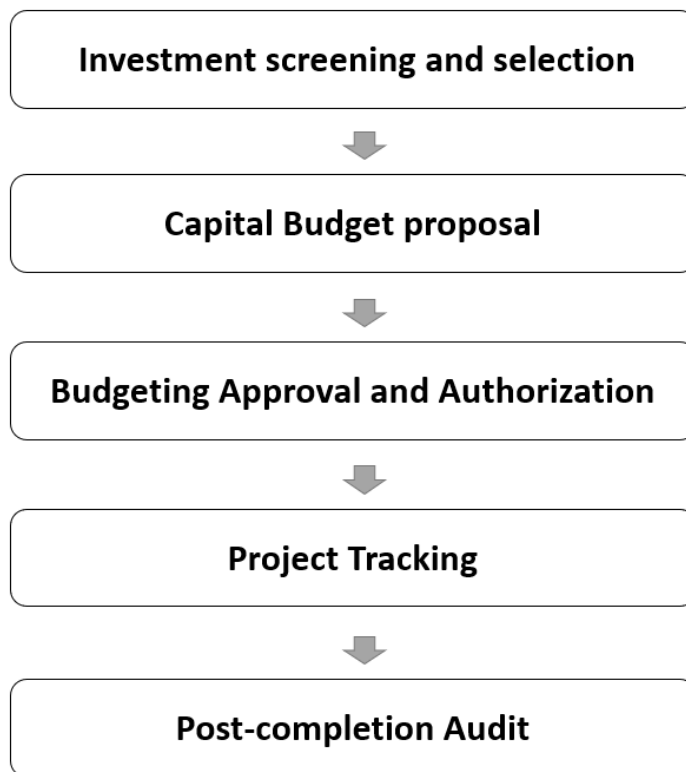 Investment screening and selection
Capital Budget proposal
Budgeting Approval and Authorization
Project Tracking
Post-completion Audit